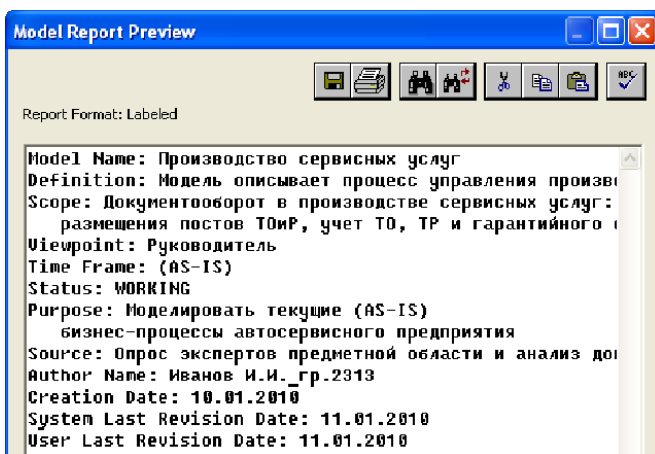 Model Report Preview
ABC
Report Format: Labeled
Model Name: Производство сервисных услуг
Definition: Модель описывает процесс управления
Scope: Документооборот в производстве сервисных услуг:
размещения постов ТОиР, учет ТО, ТР и гарантийного
Viewpoint: Руководитель
Time Frame: (AS-IS)
Status: WORKING
Purpose: Моделировать текущие (AS-IS)
бизнес-процессы автосервисного предприятия
Source: Опрос экспертов предметной области и анализ
Author Name: Иванов И.И._гр.2313
Creation Date: 10.01.2010
System Last Revision Date: 11.01.2010
User Last Revision Date: 11.01.2010